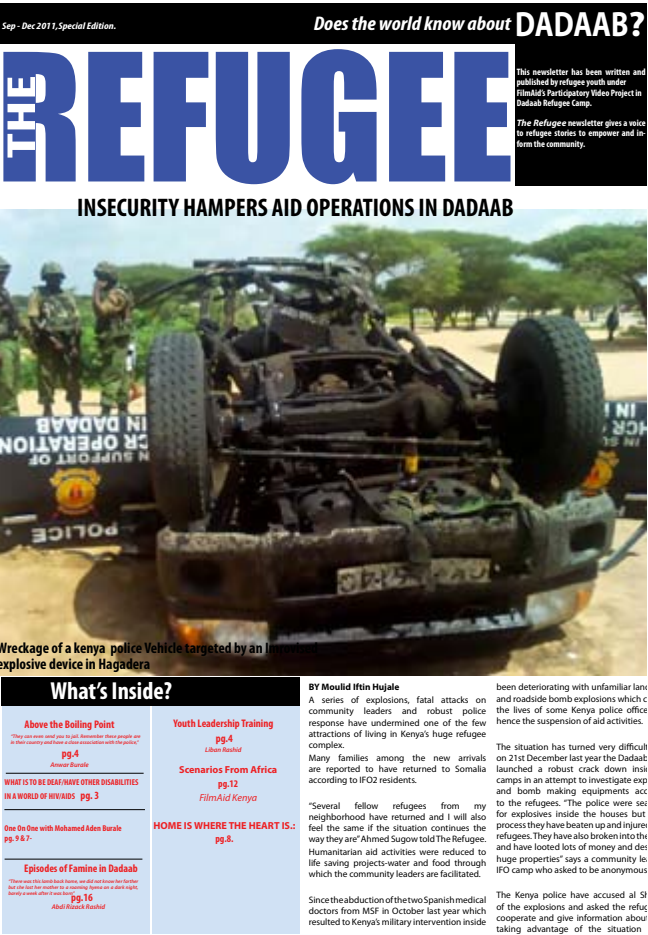 Sep - Dec 2011,Special Edition.
Does the world know about DADAAB?
THE REFUGEE
This newsletter has been written and
published by refugee youth under
FilmAid's Participatory Video Project in
Dadaab Refugee Camp.
The Refugee newsletter gives a voice
to refugee stories to empower and in-
form the community.
INSECURITY HAMPERS AID OPERATIONS IN DADAAB
IN SUPPORT OF
HCR OPERATION
IN DADAAB
POLICE
IN SU
HCR
IN
Wreckage of a kenya police Vehicle targeted by an Improvised
explosive device in Hagadera
What's Inside?
Above the Boiling Point
"They can even send you to jail. Remember these people are
in their country and have a close association with the police,"
pg.4
Anwar Burale
WHAT IS TO BE DEAF/HAVE OTHER DISABILITIES
IN A WORLD OF HIV/AIDS pg. 3
One On One with Mohamed Aden Burale
pg. 9 &7-
Episodes of Famine in Dadaab
"There was this lamb back home, we did not know her farther
but she lost her mother to a roaming hyena on a dark night,
barely a week after it was born"
pg.16
Abdi Rizack Rashid
Youth Leadership Training
pg.4
Liban Rashid
Scenarios From Africa
pg.12
FilmAid Kenya
HOME IS WHERE THE HEART IS.:
pg.8.
BY Moulid Iftin Hujale
A series of explosions, fatal attacks on
community leaders and robust police
response have undermined one of the few
attractions of living in Kenya's huge refugee
complex.
Many families among the new arrivals
are reported to have returned to Somalia
according to IFO2 residents.
"Several fellow refugees from my
neighborhood have returned and I will also
feel the same if the situation continues the
way they are" Ahmed Sugow told The Refugee.
Humanitarian aid activities were reduced to
life saving projects-water and food through
which the community leaders are facilitated.
Since the abduction of the two Spanish medical
doctors from MSF in October last year which
resulted to Kenya's military intervention inside
been deteriorating with unfamiliar land
and roadside bomb explosions which c
the lives of some Kenya police office
hence the suspension of aid activities.
The situation has turned very difficult
on 21st December last year the Dadaab
launched a robust crack down insid
camps in an attempt to investigate exp
and bomb making equipments acc
to the refugees. "The police were sea
for explosives inside the houses but
process they have beaten up and injured
refugees. They have also broken into the
and have looted lots of money and des
huge properties" says a community lea
IFO camp who asked to be anonymous
The Kenya police have accused al Sh
of the explosions and asked the refug
cooperate and give information about
taking advantage of the situation